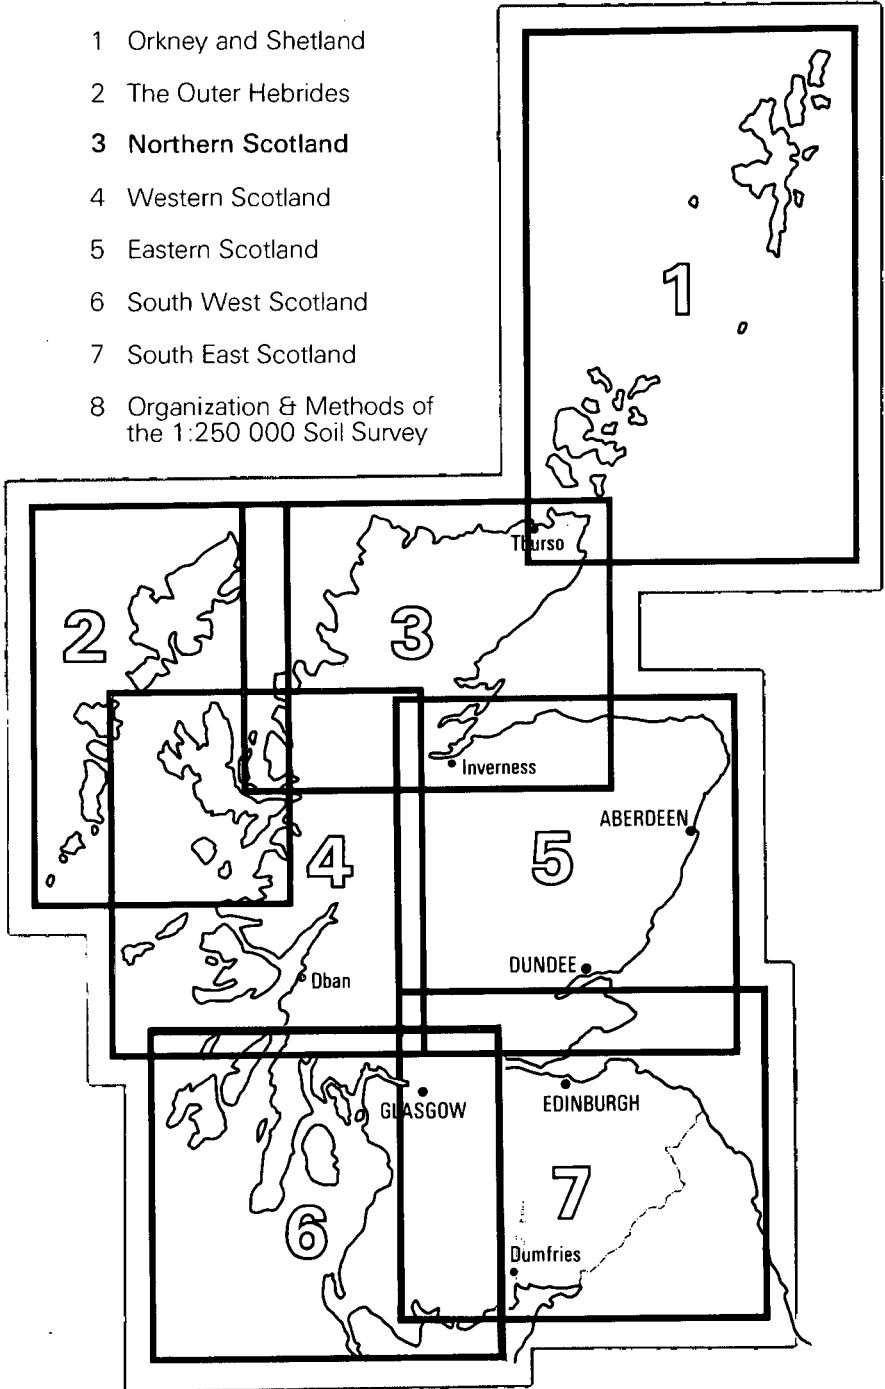 1 Orkney and Shetland
2 The Outer Hebrides
3 Northern Scotland
4 Western Scotland
5 Eastern Scotland
6 South West Scotland
7 South East Scotland
8 Organization & Methods of
the 1:250 000 Soil Survey
1
Thurso
2
3
Inverness
ABERDEEN
4
5
DUNDEE
Oban
GLASGOW
EDINBURGH
6
7
Dumfries